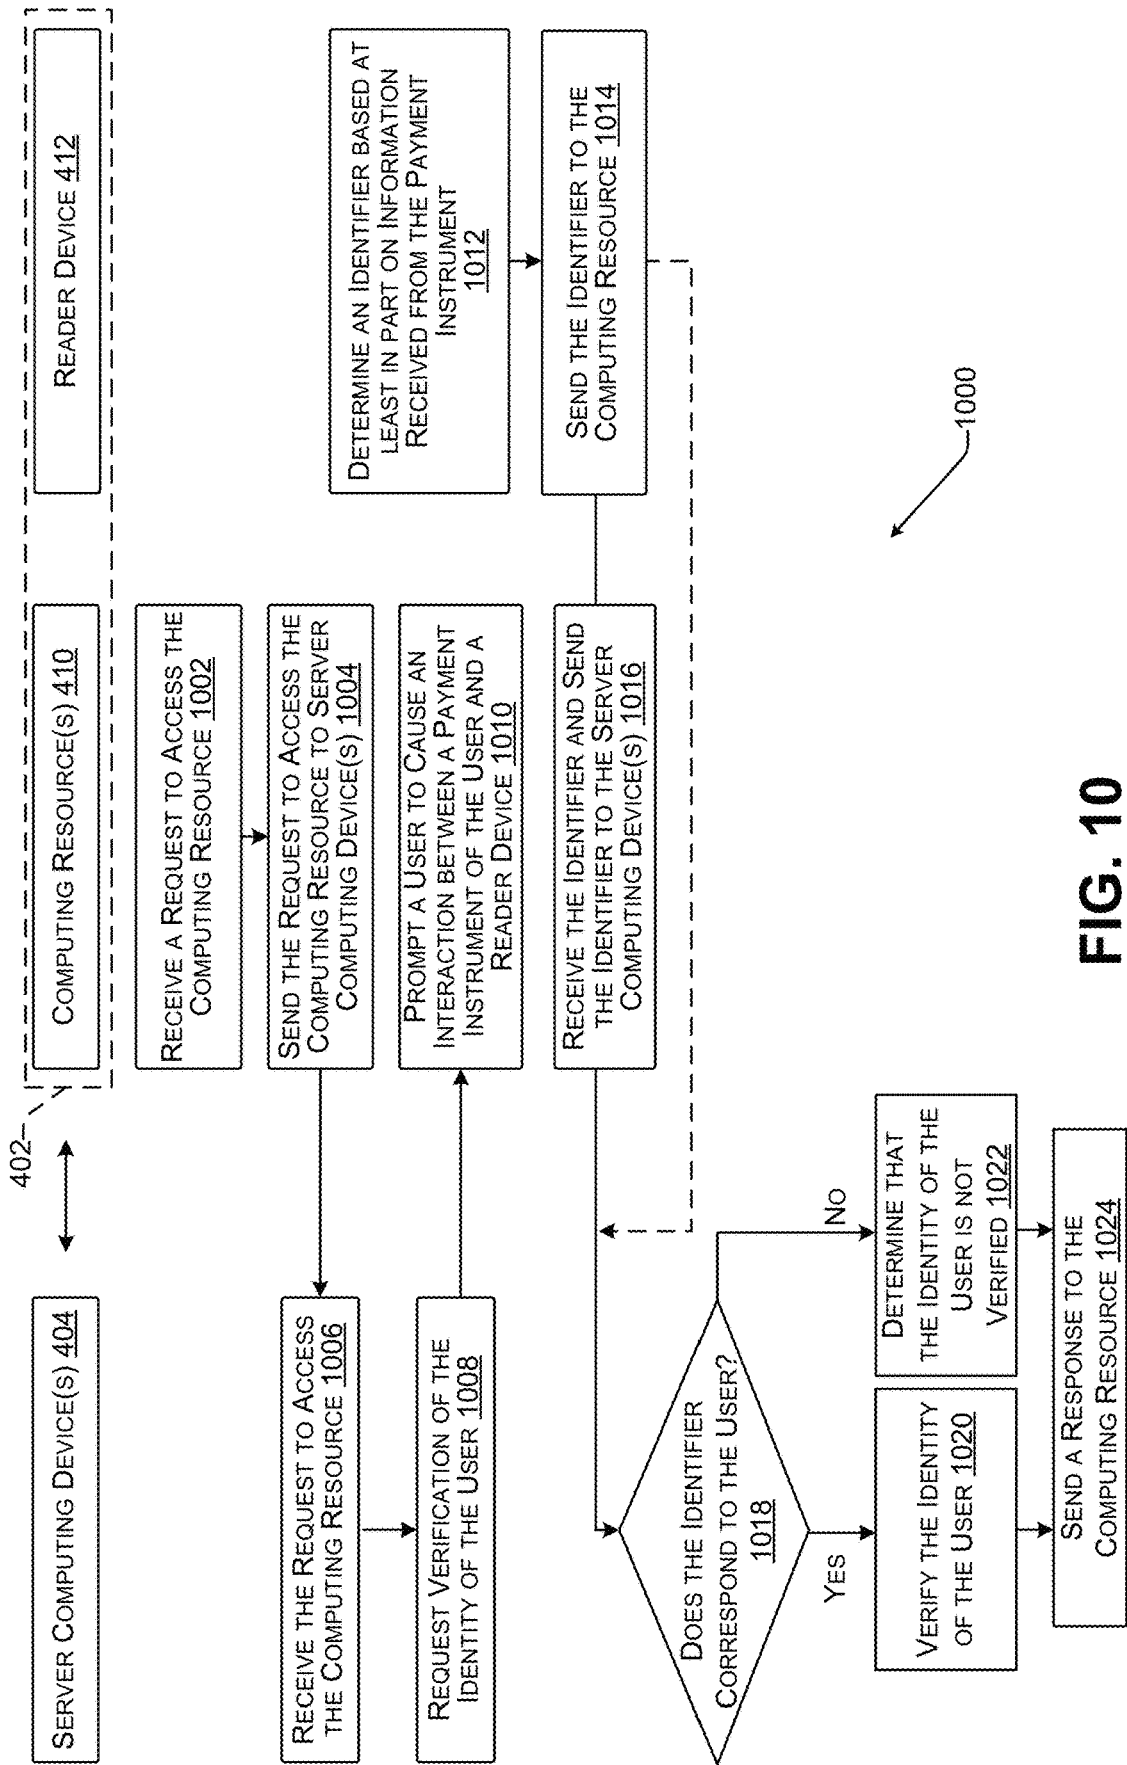 402
SERVER COMPUTING DEVICE(S) 404
COMPUTING RESOURCE(S) 410
READER DEVICE 412
RECEIVE A REQUEST TO ACCESS THE
COMPUTING RESOURCE 1002
SEND THE REQUEST TO ACCESS THE
COMPUTING RESOURCE TO SERVER
COMPUTING DEVICE(S) 1004
RECEIVE THE REQUEST TO ACCESS
THE COMPUTING RESOURCE 1006
REQUEST VERIFICATION OF THE
IDENTITY OF THE USER 1008
PROMPT A USER TO CAUSE AN
INTERACTION BETWEEN A PAYMENT
INSTRUMENT OF THE USER AND A
READER DEVICE 1010
DETERMINE AN IDENTIFIER BASED AT
LEAST IN PART ON INFORMATION
RECEIVED FROM THE PAYMENT
INSTRUMENT
1012
SEND THE IDENTIFIER TO THE
COMPUTING RESOURCE 1014
RECEIVE THE IDENTIFIER AND SEND
THE IDENTIFIER TO THE SERVER
COMPUTING DEVICE(S) 1016
DOES THE IDENTIFIER
CORRESPOND TO THE USER?
1018
YES
NO
VERIFY THE IDENTITY
OF THE USER 1020
DETERMINE THAT
THE IDENTITY OF THE
USER IS NOT
VERIFIED 1022
SEND A RESPONSE TO THE
COMPUTING RESOURCE 1024
1000
FIG. 10